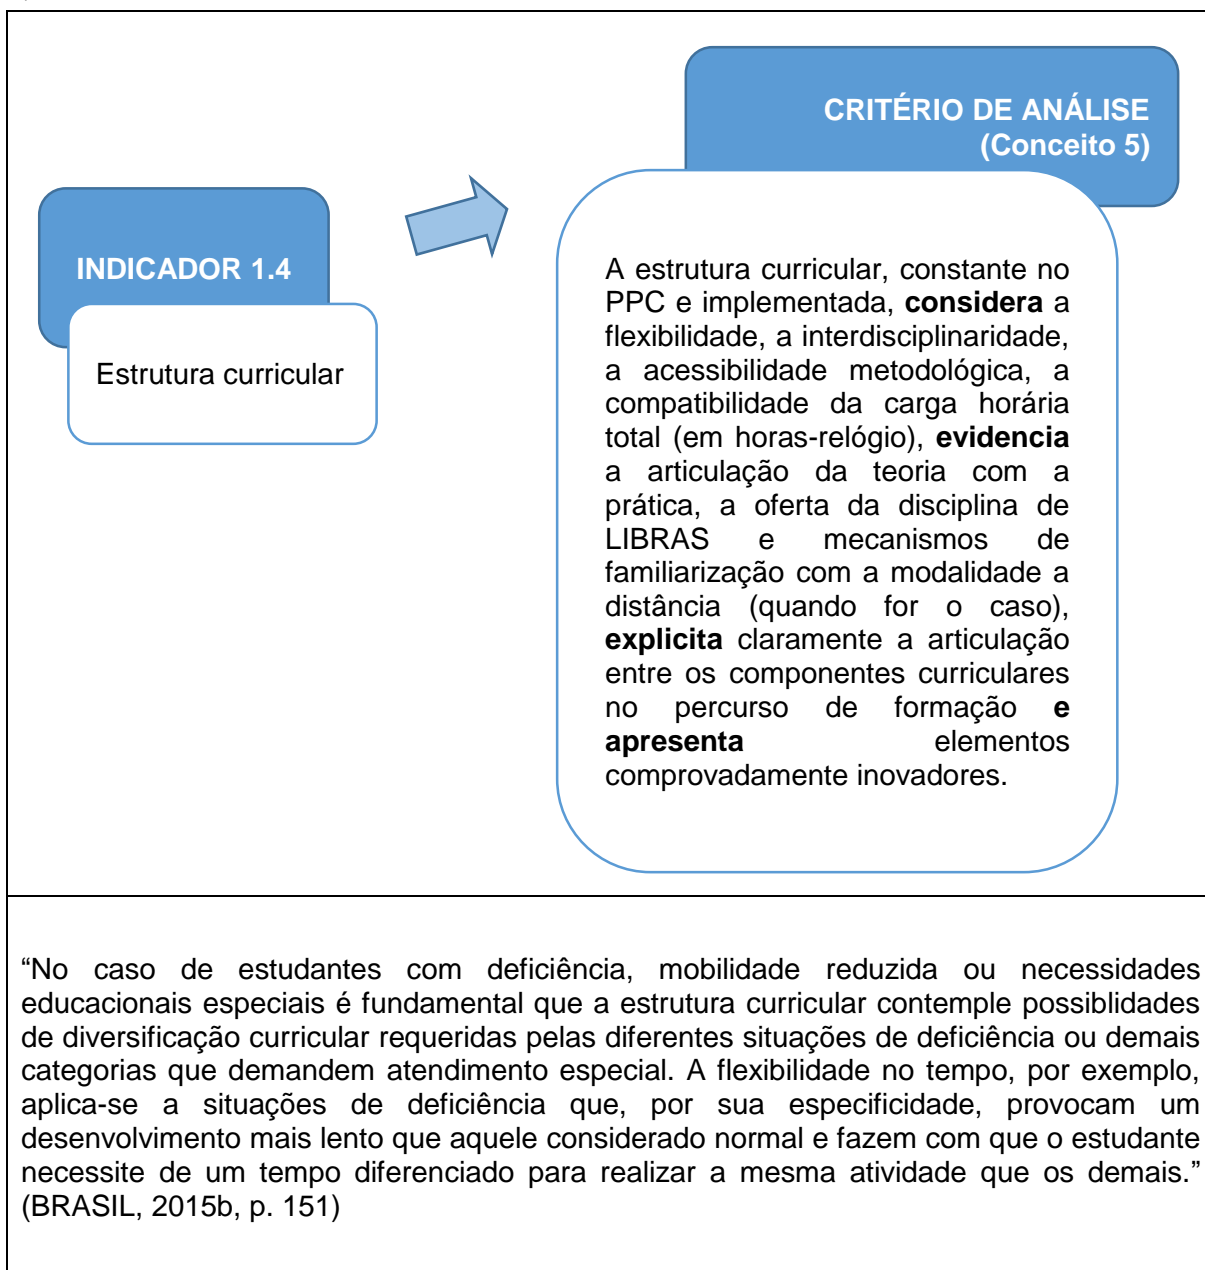 INDICADOR 1.4
Estrutura curricular
CRITÉRIO DE ANÁLISE
(Conceito 5)
A estrutura curricular, constante no
PPC e implementada, considera a
flexibilidade, a interdisciplinaridade,
a acessibilidade metodológica, a
compatibilidade da carga horária
total (em horas-relógio), evidencia
a articulação da teoria com a
prática, a oferta da disciplina de
LIBRAS e mecanismos de
familiarização com a modalidade a
distância (quando for o caso),
explicita claramente a articulação
entre os componentes curriculares
no percurso de formação e
apresenta elementos
comprovadamente inovadores.
“No caso de estudantes com deficiência, mobilidade reduzida ou necessidades
educacionais especiais é fundamental que a estrutura curricular contemple possiblidades
de diversificação curricular requeridas pelas diferentes situações de deficiência ou demais
categorias que demandem atendimento especial. A flexibilidade no tempo, por exemplo,
aplica-se a situações de deficiência que, por sua especificidade, provocam um
desenvolvimento mais lento que aquele considerado normal e fazem com que o estudante
necessite de um tempo diferenciado para realizar a mesma atividade que os demais.”
(BRASIL, 2015b, p. 151)